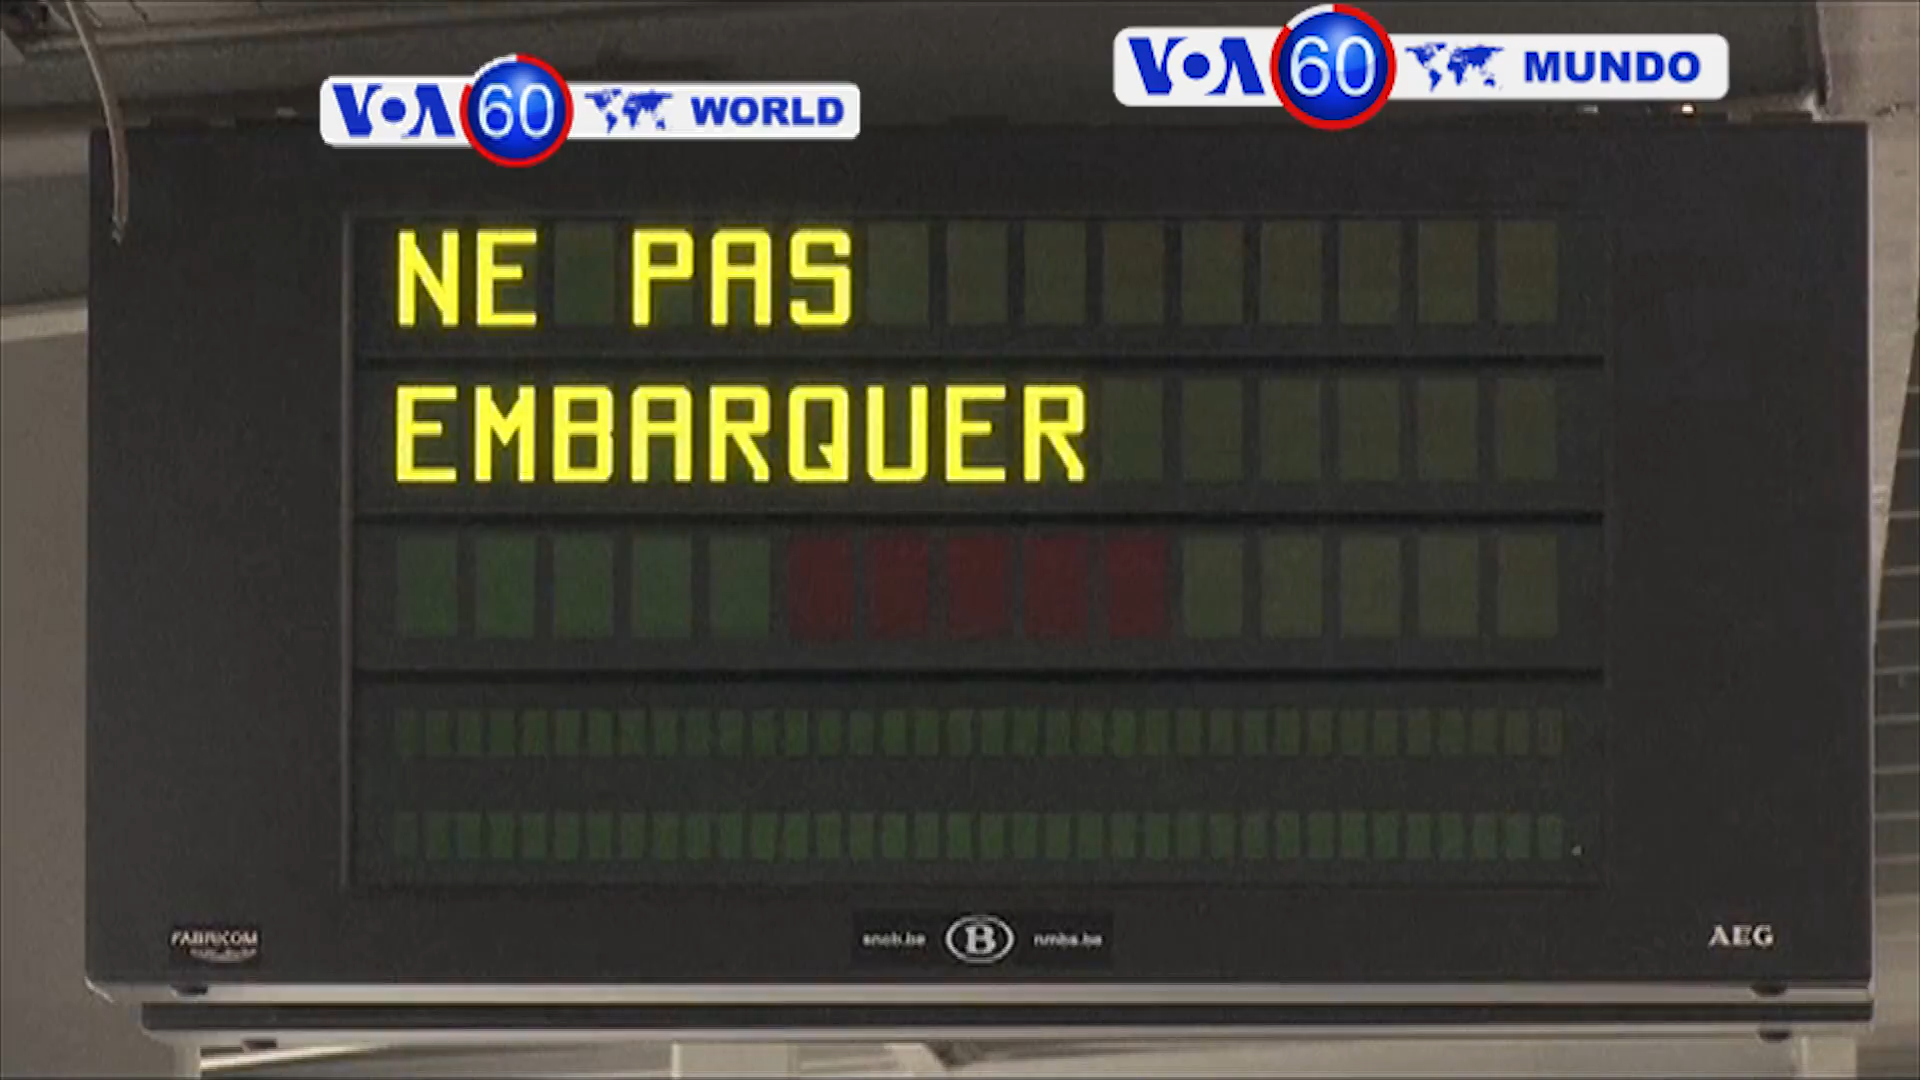 VOA 60 MUNDO
VOA 60 WORLD
NE PAS
EMBARQUER
FABRICOM
sncb.be B nmbs.be
AEG